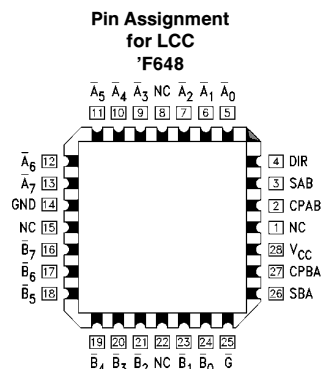 Pin Assignment
for LCC
'F648
A̅5 A̅4 A̅3 NC A̅2 A̅1 A̅0
11 10 9 8 7 6 5
A̅6 12
A̅7 13
GND 14
NC 15
B̅7 16
B̅6 17
B̅5 18
4 DIR
3 SAB
2 CPAB
1 NC
28 VCC
27 CPBA
26 SBA
19 20 21 22 23 24 25
B̅4 B̅3 B̅2 NC B̅1 B̅0 G̅